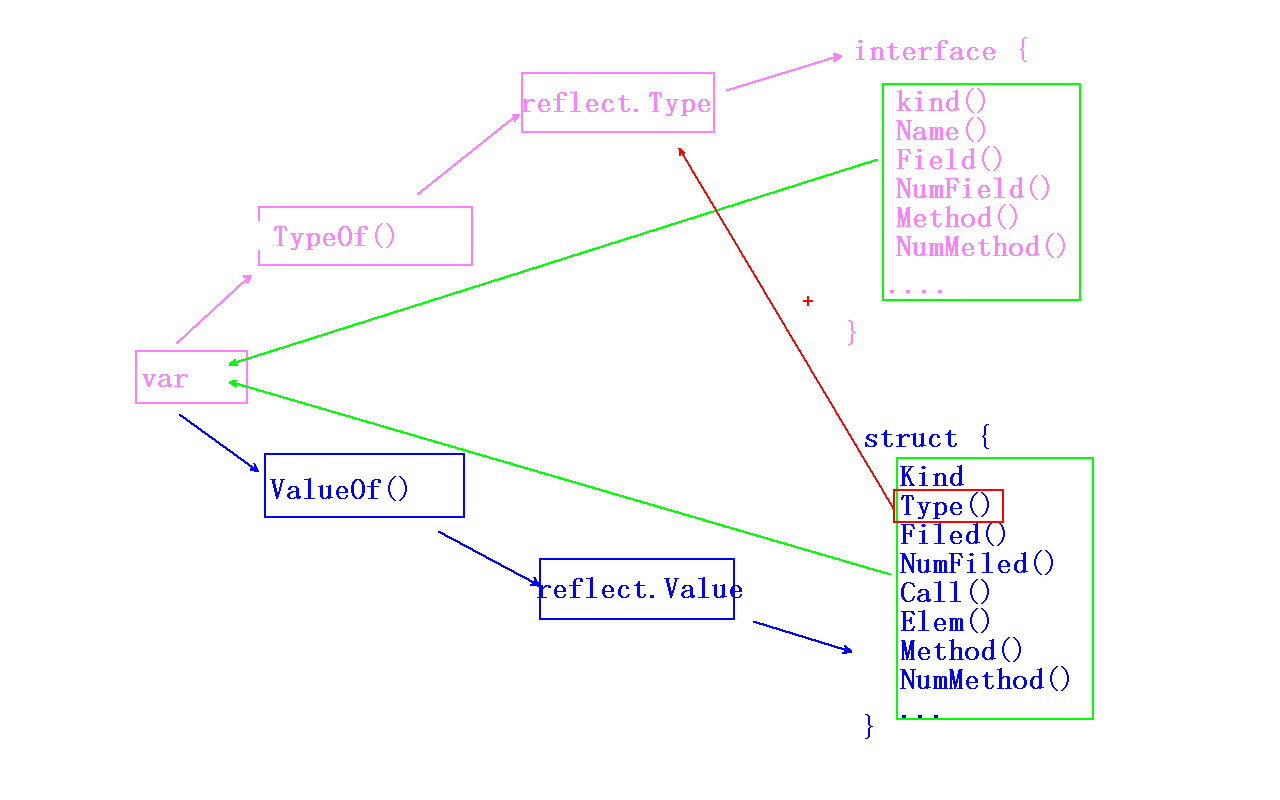 interface {
reflect.Type
kind()
Name()
Field()
NumField()
Method()
NumMethod()
....
}
TypeOf()
var
ValueOf()
reflect.Value
struct {
Kind
Type()
Filed()
NumFiled()
Call()
Elem()
Method()
NumMethod()
...
}